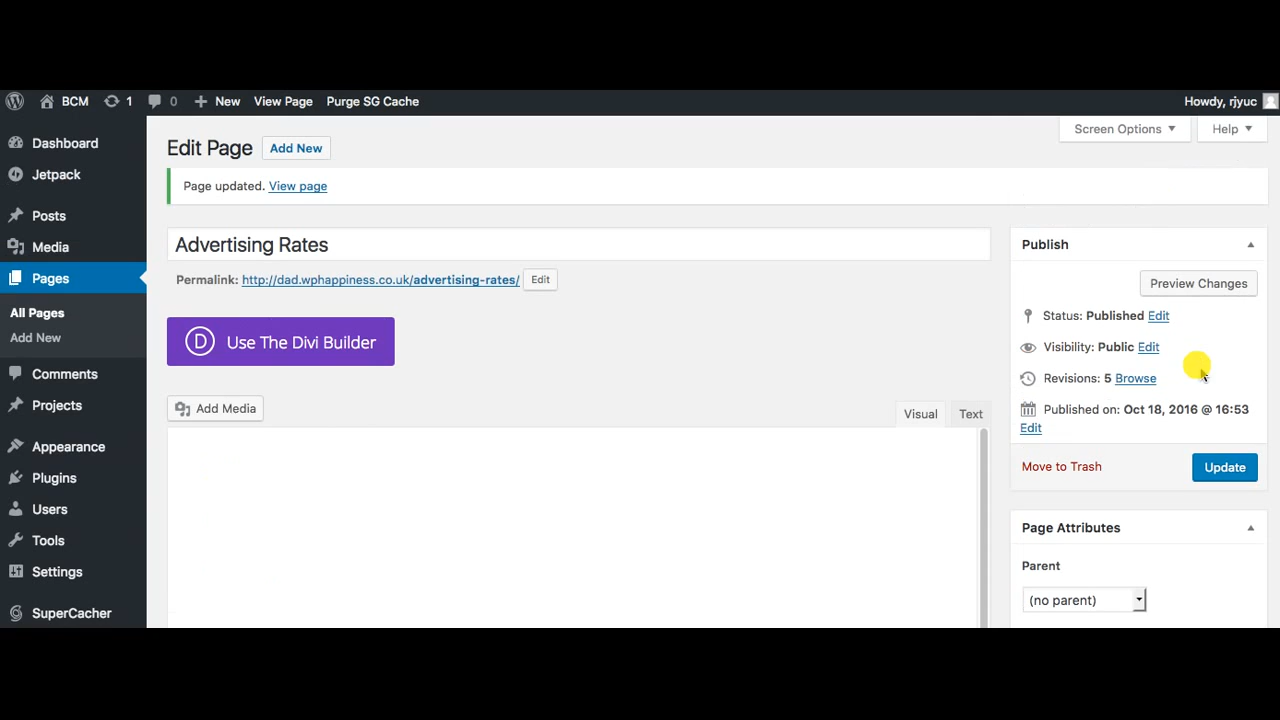 BCM 1 0 New View Page Purge SG Cache Howdy, rjyuc
Screen Options Help
Dashboard
Jetpack
Posts
Media
Pages
All Pages
Add New
Comments
Projects
Appearance
Plugins
Users
Tools
Settings
SuperCacher
Edit Page Add New
Page updated. View page
Advertising Rates
Permalink: http://dad.wphappiness.co.uk/advertising-rates/ Edit
D Use The Divi Builder
Add Media
Visual Text
Publish
Preview Changes
Status: Published Edit
Visibility: Public Edit
Revisions: 5 Browse
Published on: Oct 18, 2016 @ 16:53
Edit
Move to Trash Update
Page Attributes
Parent
(no parent)